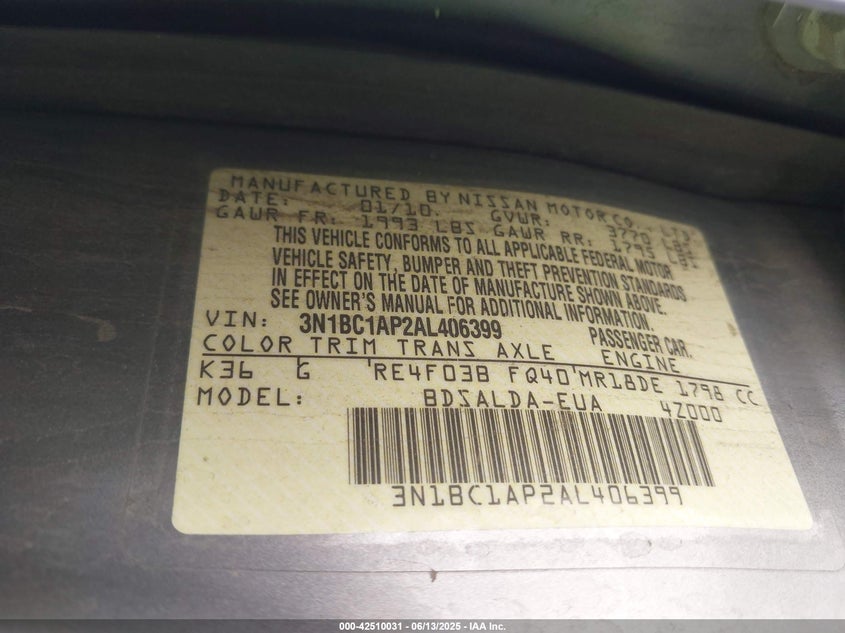 MANUFACTURED BY NISSAN MOTOR CO., LTD.
DATE: 01/10. GVWR: 3770 LBS
GAWR FR: 1993 LBS GAWR RR: 1795 LBS
THIS VEHICLE CONFORMS TO ALL APPLICABLE FEDERAL MOTOR
VEHICLE SAFETY, BUMPER AND THEFT PREVENTION STANDARDS
IN EFFECT ON THE DATE OF MANUFACTURE SHOWN ABOVE.
SEE OWNER'S MANUAL FOR ADDITIONAL INFORMATION.
VIN: 3N1BC1AP2AL406399 PASSENGER CAR.
COLOR TRIM TRANS AXLE ENGINE
K36 G RE4F03B FQ40 MR18DE 1798 CC
MODEL: BDSALDA-EUA 4Z000
3N1BC1AP2AL406399
000-42510031 - 06/13/2025 - IAA Inc.